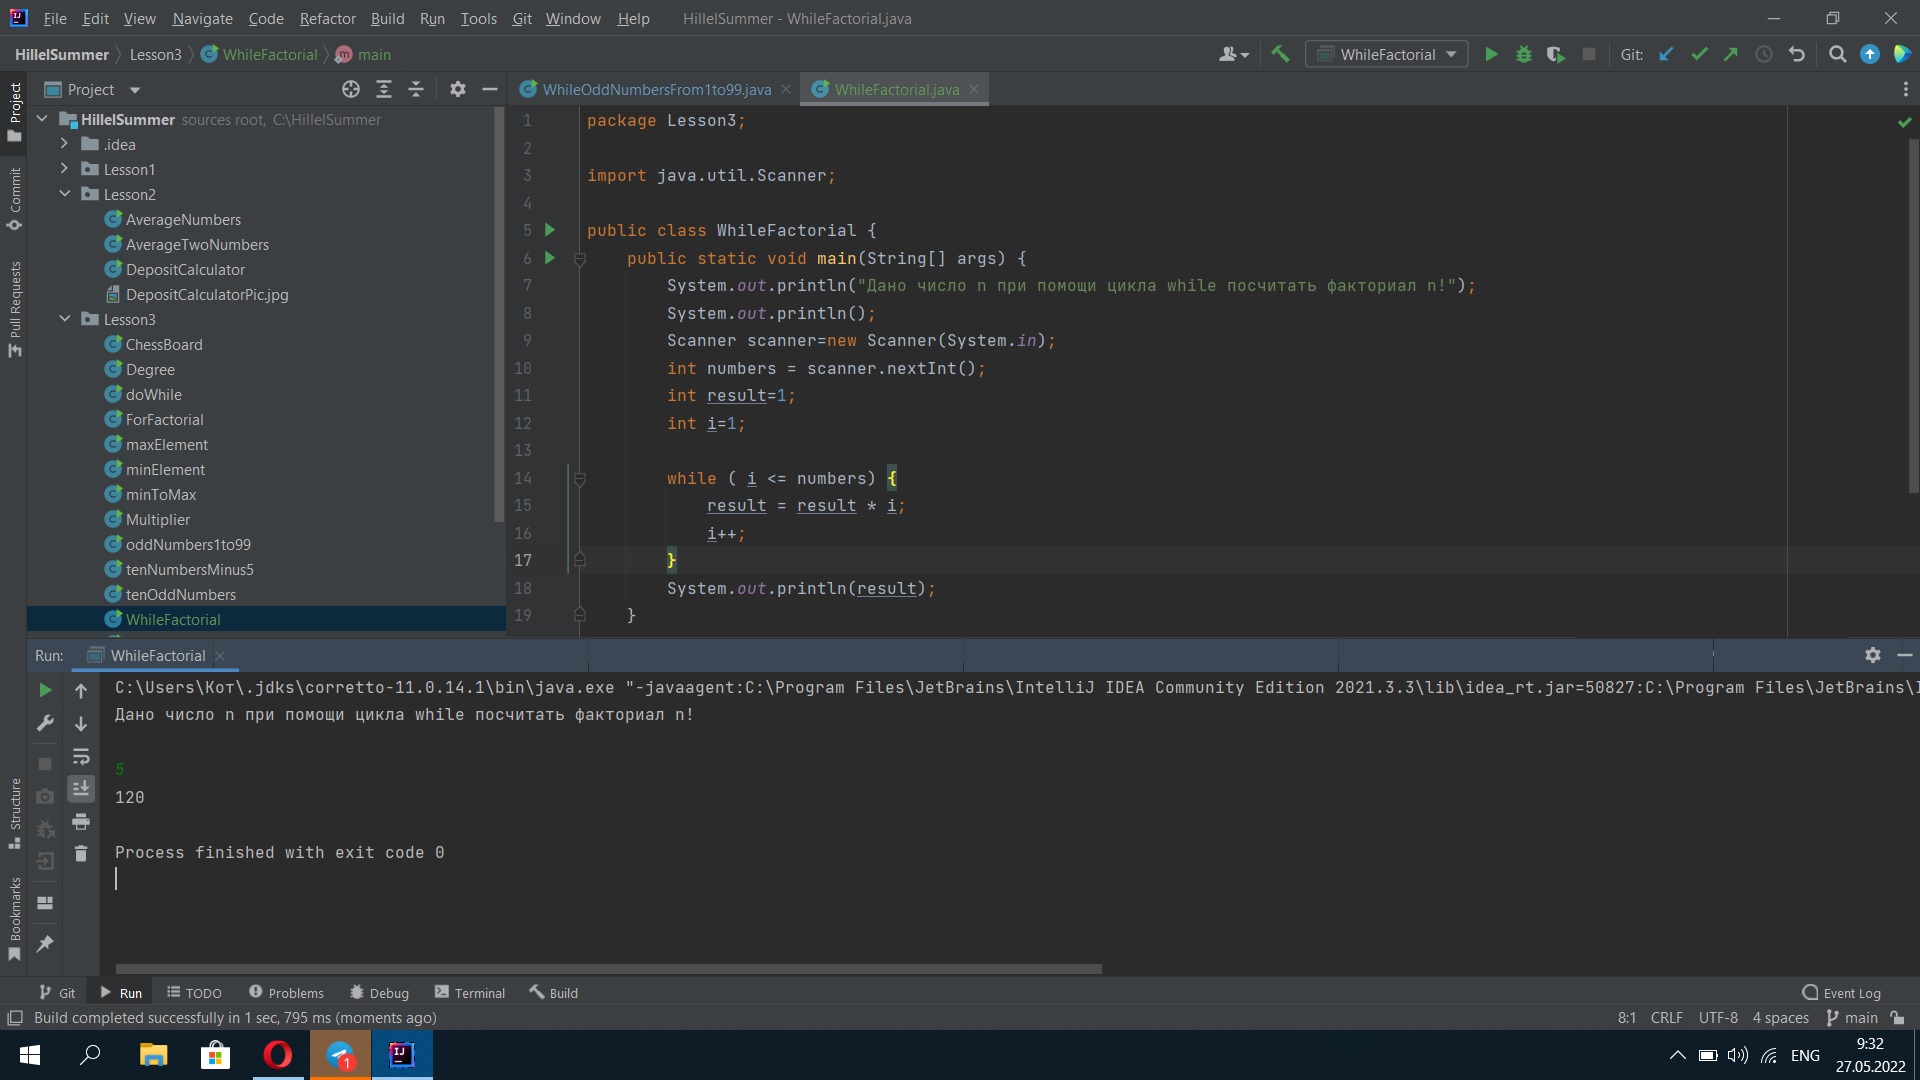 File Edit View Navigate Code Refactor Build Run Tools Git Window Help HillelSummer - WhileFactorial.java
HillelSummer Lesson3 WhileFactorial main
WhileFactorial Git:
Project
HillelSummer sources root, C:\HillelSummer
.idea
Lesson1
Lesson2
AverageNumbers
AverageTwoNumbers
DepositCalculator
DepositCalculatorPic.jpg
Lesson3
ChessBoard
Degree
doWhile
ForFactorial
maxElement
minElement
minToMax
Multiplier
oddNumbers1to99
tenNumbersMinus5
tenOddNumbers
WhileFactorial
Project
Commit
Pull Requests
Structure
Bookmarks
WhileOddNumbersFrom1to99.java WhileFactorial.java
1 package Lesson3;
2
3 import java.util.Scanner;
4
5 public class WhileFactorial {
6 public static void main(String[] args) {
7 System.out.println("Дано число n при помощи цикла while посчитать факториал n!");
8 System.out.println();
9 Scanner scanner=new Scanner(System.in);
10 int numbers = scanner.nextInt();
11 int result=1;
12 int i=1;
13
14 while ( i <= numbers) {
15 result = result * i;
16 i++;
17 }
18 System.out.println(result);
19 }
Run: WhileFactorial
C:\Users\Кот\.jdks\corretto-11.0.14.1\bin\java.exe "-javaagent:C:\Program Files\JetBrains\IntelliJ IDEA Community Edition 2021.3.3\lib\idea_rt.jar=50827:C:\Program Files\JetBrains\I
Дано число n при помощи цикла while посчитать факториал n!
5
120
Process finished with exit code 0
Git Run TODO Problems Debug Terminal Build Event Log
Build completed successfully in 1 sec, 795 ms (moments ago) 8:1 CRLF UTF-8 4 spaces main
1
ENG
9:32
27.05.2022